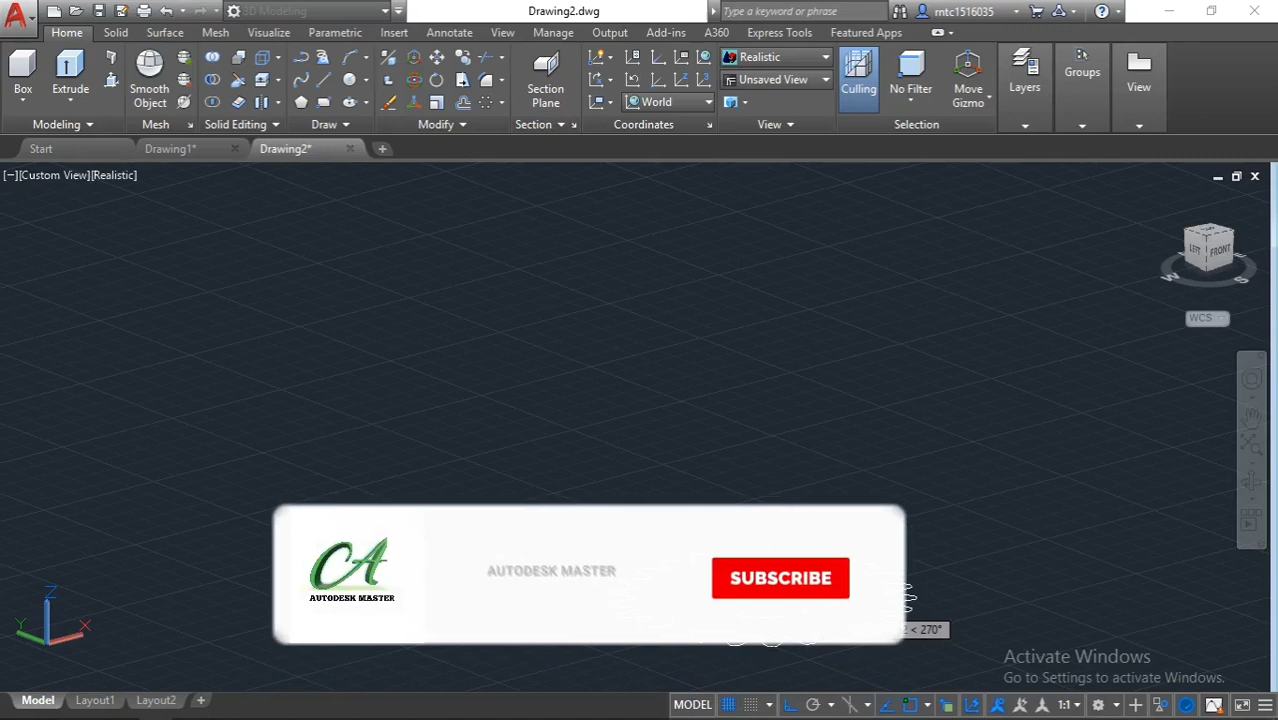 3D Modeling
Drawing2.dwg
Type a keyword or phrase
rntc1516035
Home Solid Surface Mesh Visualize Parametric Insert Annotate View Manage Output Add-ins A360 Express Tools Featured Apps
Realistic
Unsaved View
World
Box Extrude Smooth Object Section Plane Culling No Filter Move Gizmo Layers Groups View
Modeling Mesh Solid Editing Draw Modify Section Coordinates View Selection
Start Drawing1* Drawing2*
[−][Custom View][Realistic]
LEFT FRONT
W S
WCS
CA
AUTODESK MASTER
AUTODESK MASTER
SUBSCRIBE
< 270°
Z
Y X
Activate Windows
Go to Settings to activate Windows.
Model Layout1 Layout2
MODEL 1:1